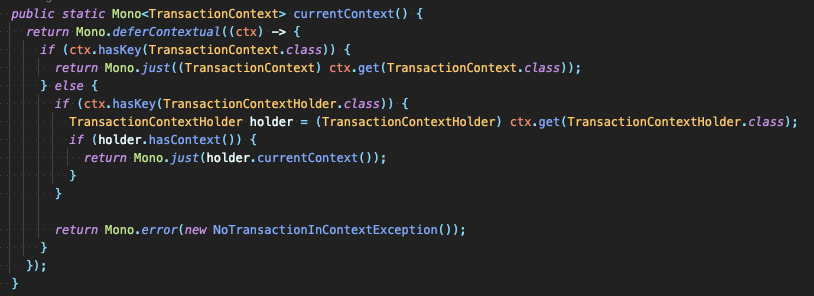 public static Mono<TransactionContext> currentContext() {
return Mono.deferContextual((ctx) -> {
if (ctx.hasKey(TransactionContext.class)) {
return Mono.just((TransactionContext) ctx.get(TransactionContext.class));
} else {
if (ctx.hasKey(TransactionContextHolder.class)) {
TransactionContextHolder holder = (TransactionContextHolder) ctx.get(TransactionContextHolder.class);
if (holder.hasContext()) {
return Mono.just(holder.currentContext());
}
}
return Mono.error(new NoTransactionInContextException());
}
});
}